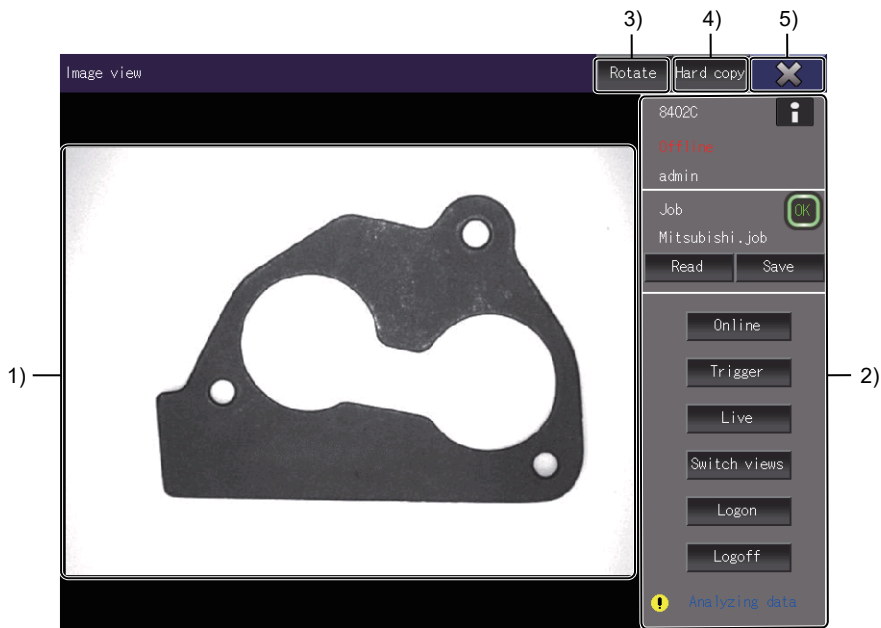 3) 4) 5)
Image view Rotate Hard copy
8402C
Offline
admin
Job OK
Mitsubishi.job
Read Save
1) 2)
Online
Trigger
Live
Switch views
Logon
Logoff
Analyzing data